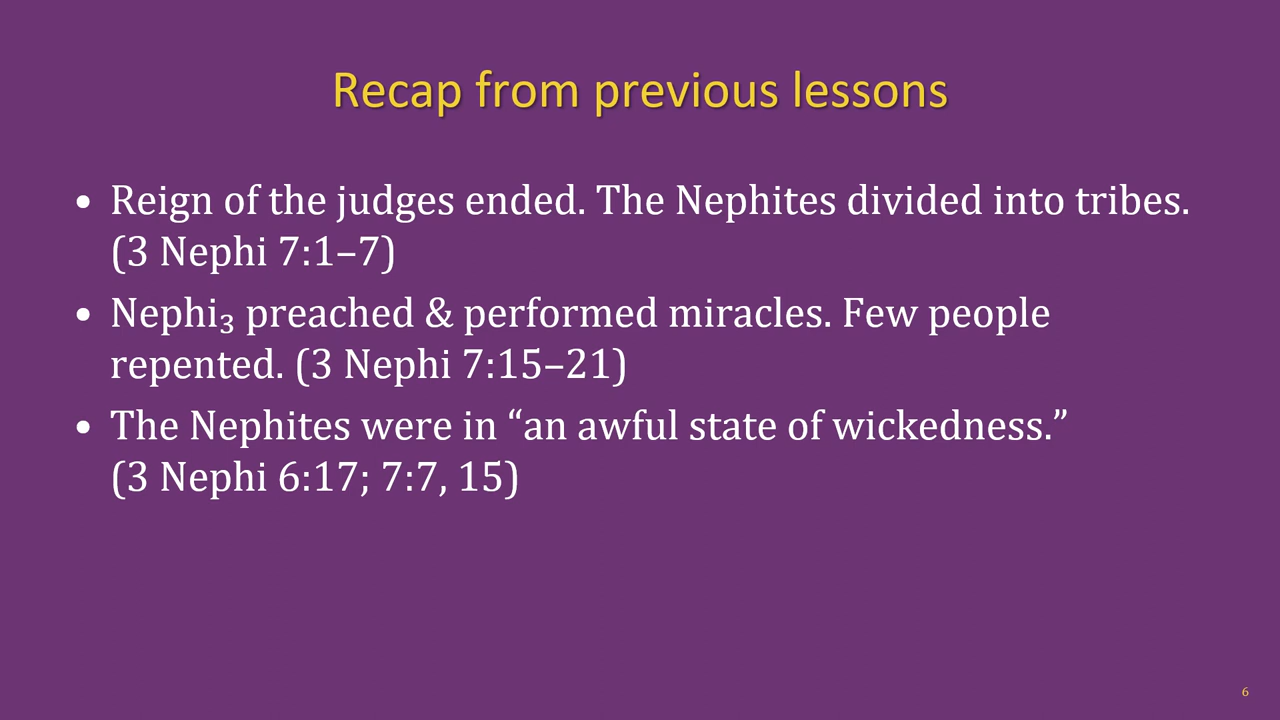 Recap from previous lessons
• Reign of the judges ended. The Nephites divided into tribes.
(3 Nephi 7:1–7)
• Nephi₃ preached & performed miracles. Few people
repented. (3 Nephi 7:15–21)
• The Nephites were in “an awful state of wickedness.”
(3 Nephi 6:17; 7:7, 15)
6